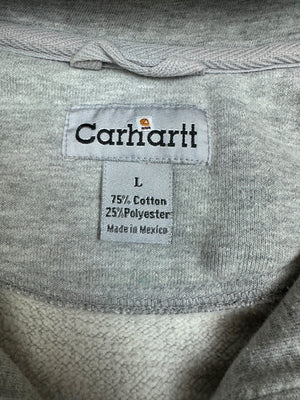 Carhartt
L
75% Cotton
25%Polyester
Made in Mexico